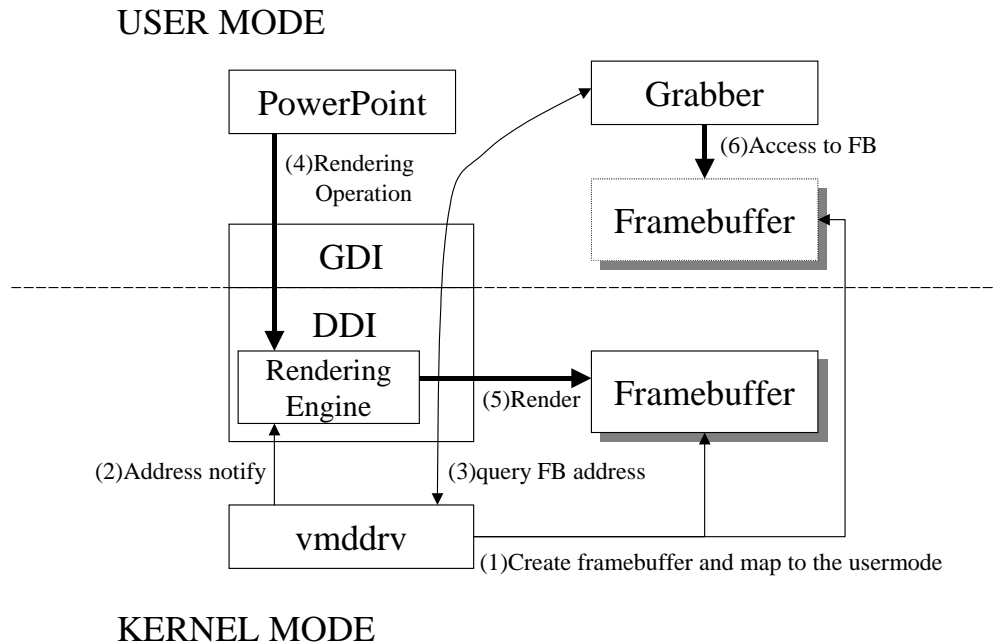 USER MODE
PowerPoint
Grabber
(4)Rendering
Operation
(6)Access to FB
Framebuffer
GDI
DDI
Rendering
Engine
(5)Render
Framebuffer
(2)Address notify
(3)query FB address
vmddrv
(1)Create framebuffer and map to the usermode
KERNEL MODE